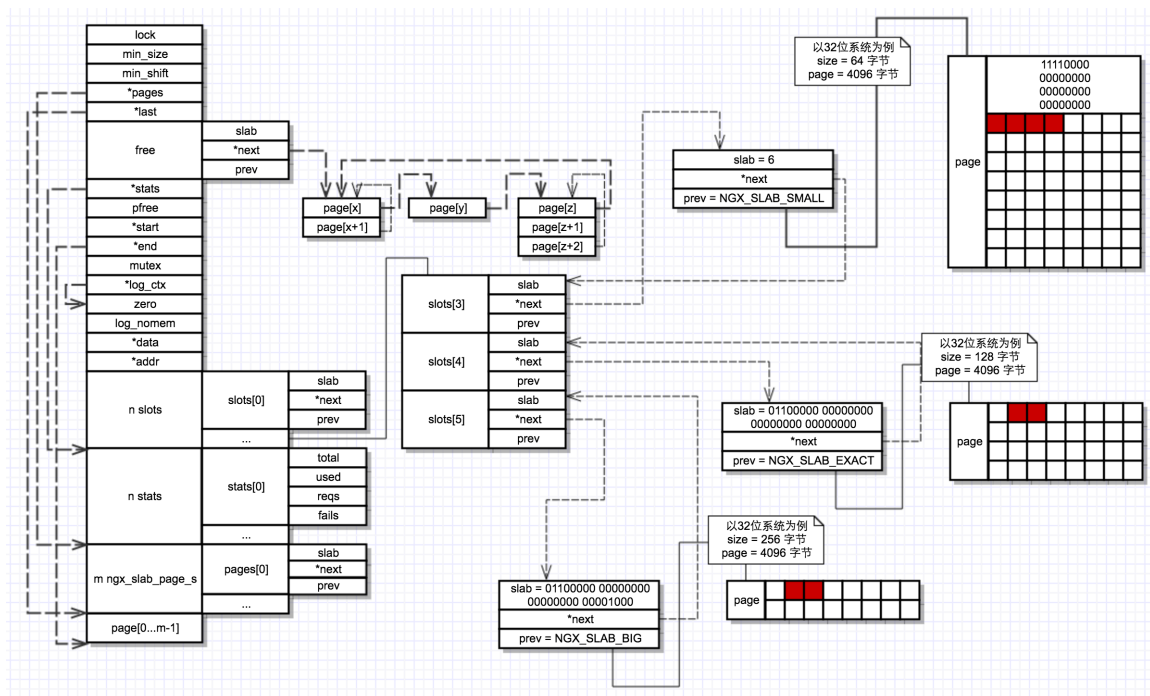 lock
min_size
min_shift
*pages
*last
free
slab
*next
prev
*stats
pfree
*start
*end
mutex
*log_ctx
zero
log_nomem
*data
*addr
n slots
slots[0]
slab
*next
prev
...
n stats
stats[0]
total
used
reqs
fails
...
m ngx_slab_page_s
pages[0]
slab
*next
prev
...
page[0...m-1]
page[x]
page[x+1]
page[y]
page[z]
page[z+1]
page[z+2]
slots[3]
slab
*next
prev
slots[4]
slab
*next
prev
slots[5]
slab
*next
prev
slab = 6
*next
prev = NGX_SLAB_SMALL
以32位系统为例
size = 64 字节
page = 4096 字节
page
11110000
00000000
00000000
00000000
slab = 01100000 00000000
00000000 00000000
*next
prev = NGX_SLAB_EXACT
以32位系统为例
size = 128 字节
page = 4096 字节
page
slab = 01100000 00000000
00000000 00001000
*next
prev = NGX_SLAB_BIG
以32位系统为例
size = 256 字节
page = 4096 字节
page